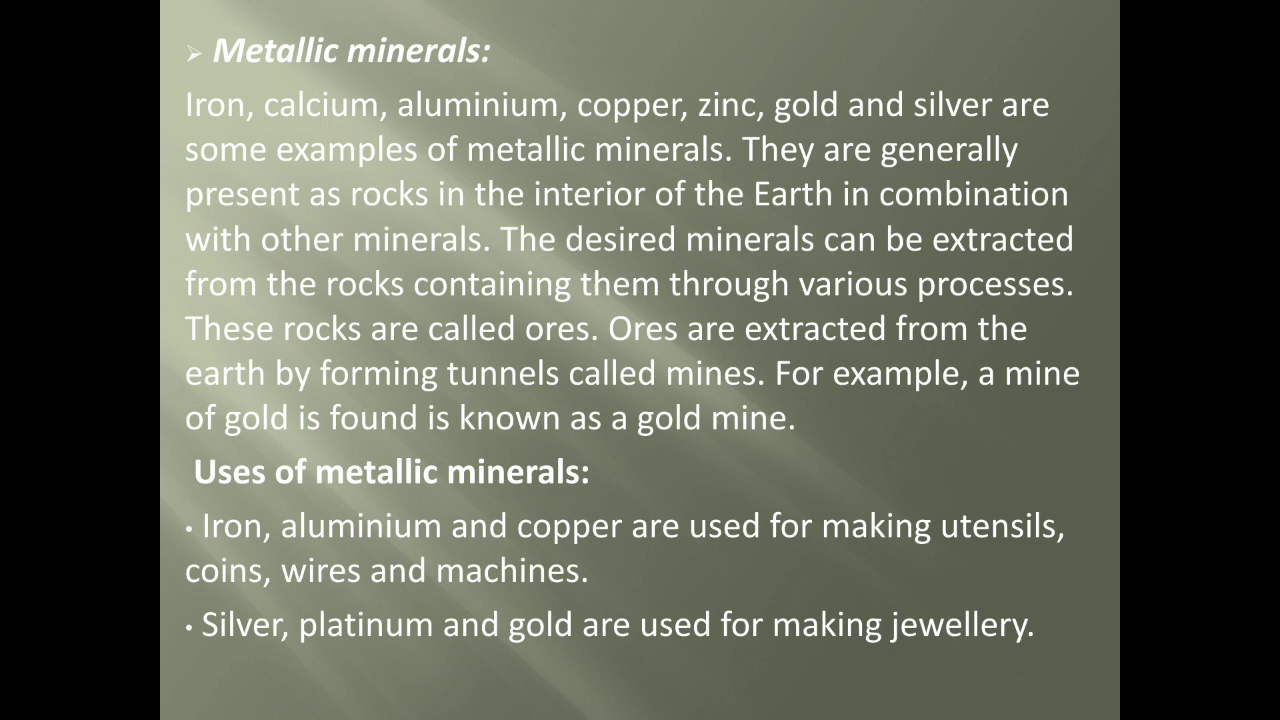 ➢ Metallic minerals:
Iron, calcium, aluminium, copper, zinc, gold and silver are
some examples of metallic minerals. They are generally
present as rocks in the interior of the Earth in combination
with other minerals. The desired minerals can be extracted
from the rocks containing them through various processes.
These rocks are called ores. Ores are extracted from the
earth by forming tunnels called mines. For example, a mine
of gold is found is known as a gold mine.
Uses of metallic minerals:
• Iron, aluminium and copper are used for making utensils,
coins, wires and machines.
• Silver, platinum and gold are used for making jewellery.